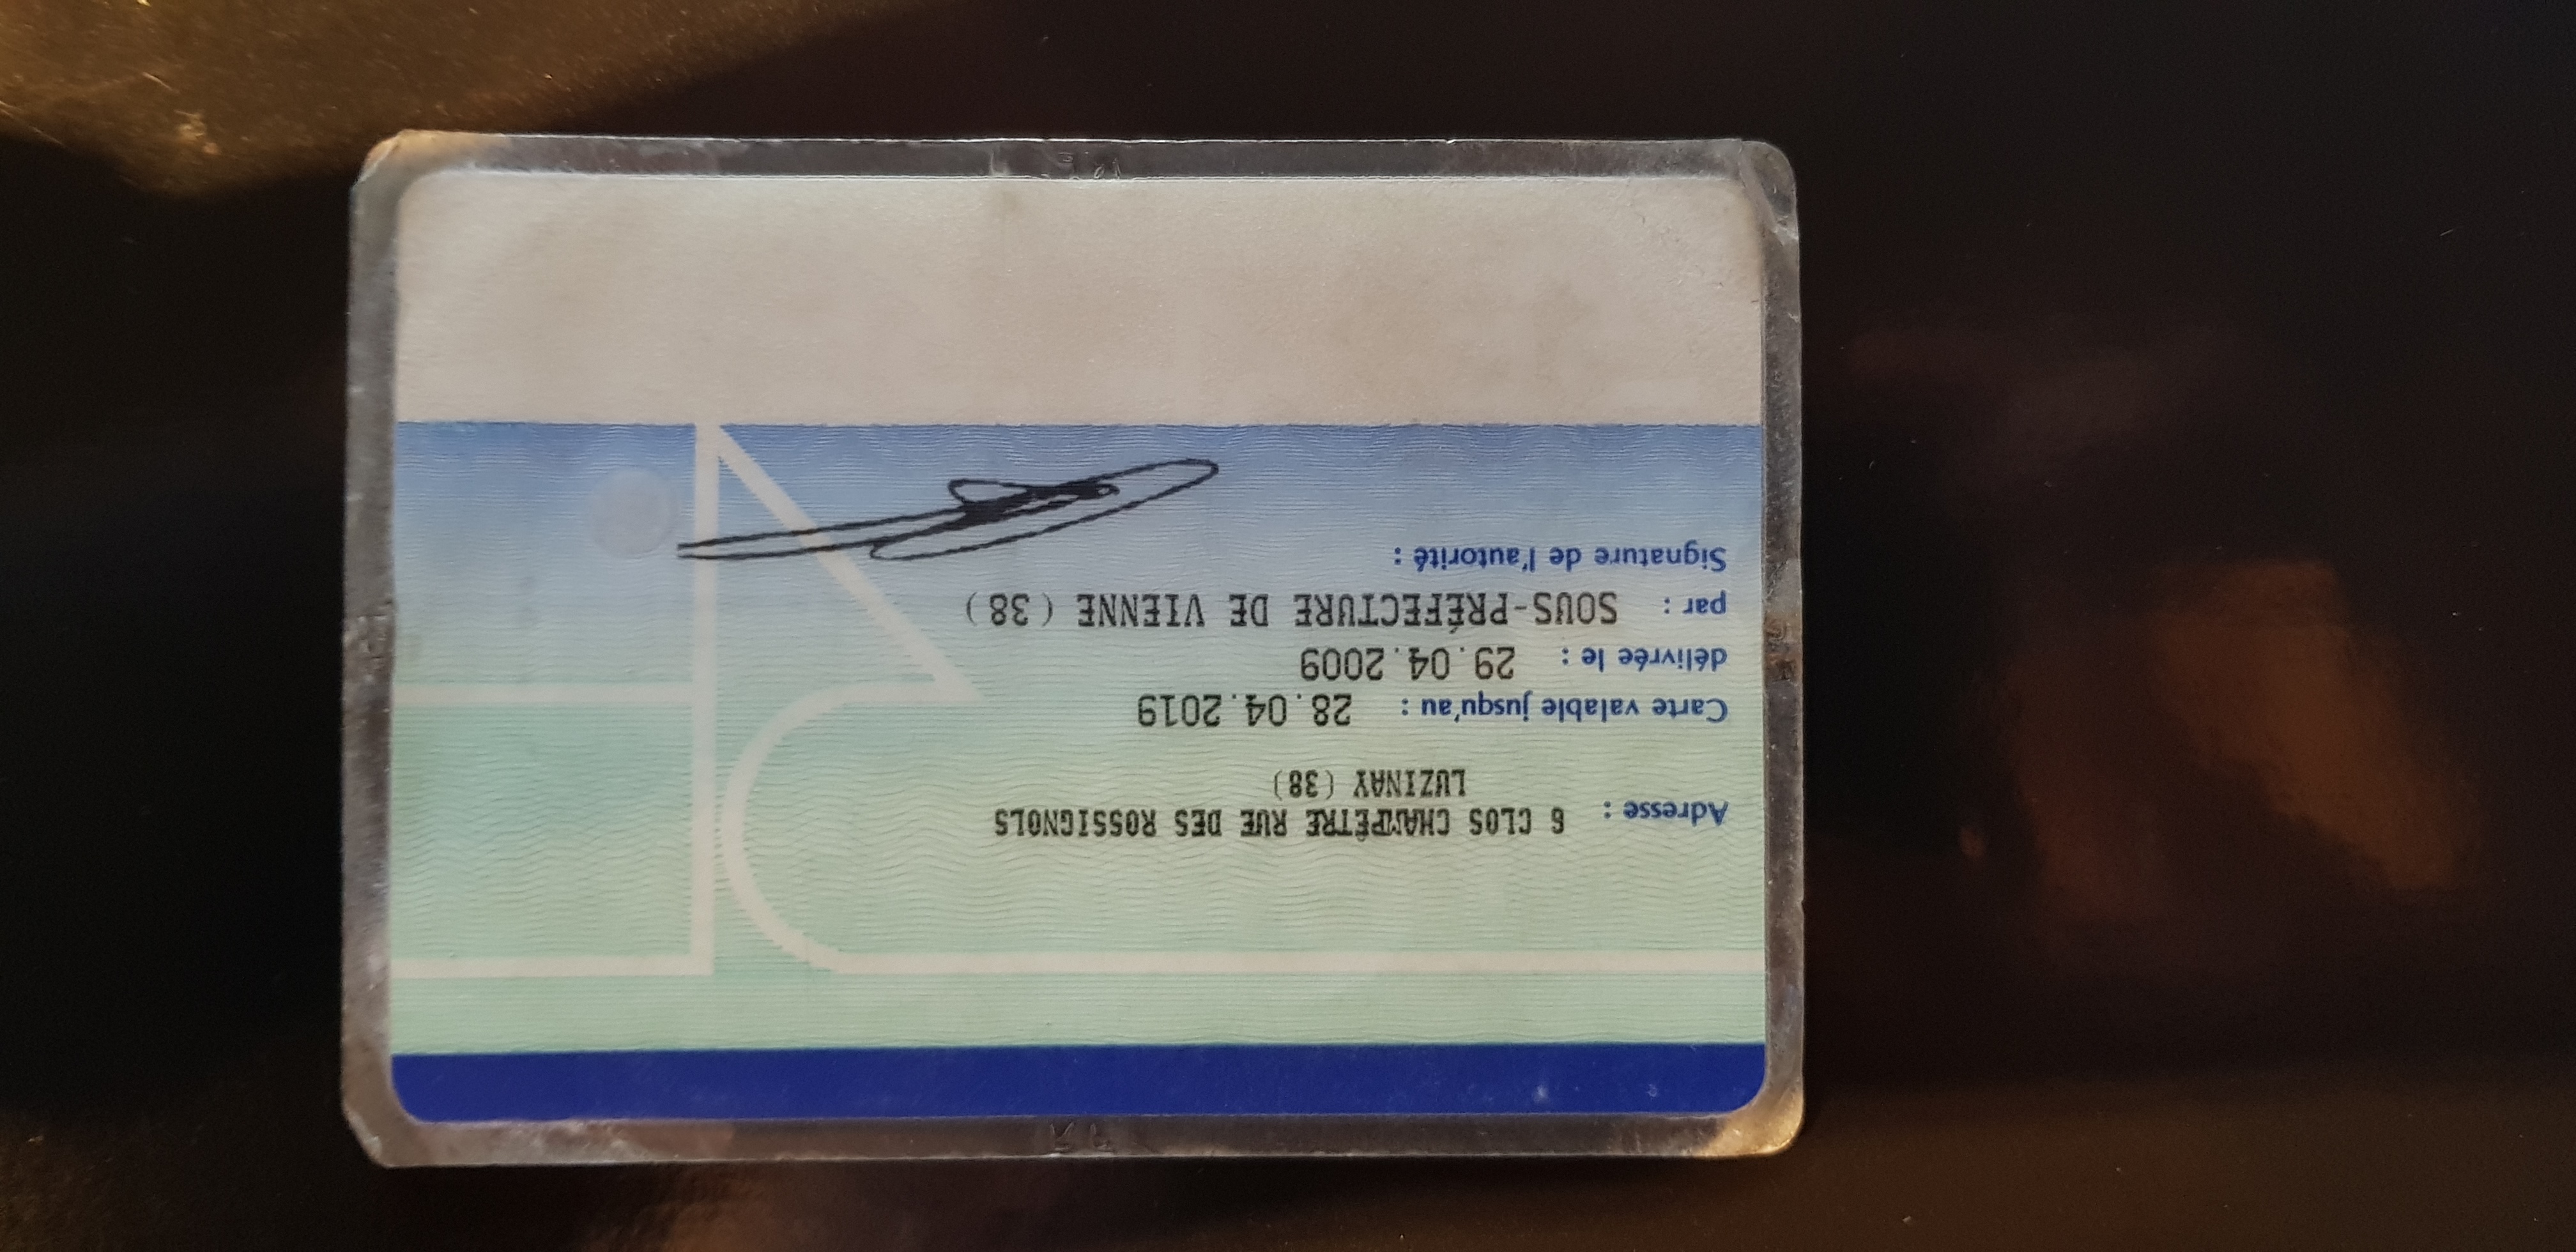 Adresse : 6 CLOS CHAMPÊTRE RUE DES ROSSIGNOLS
LUZINAY (38)
Carte valable jusqu'au : 28.04.2019
délivrée le : 29.04.2009
par : SOUS-PRÉFECTURE DE VIENNE (38)
Signature de l'autorité :